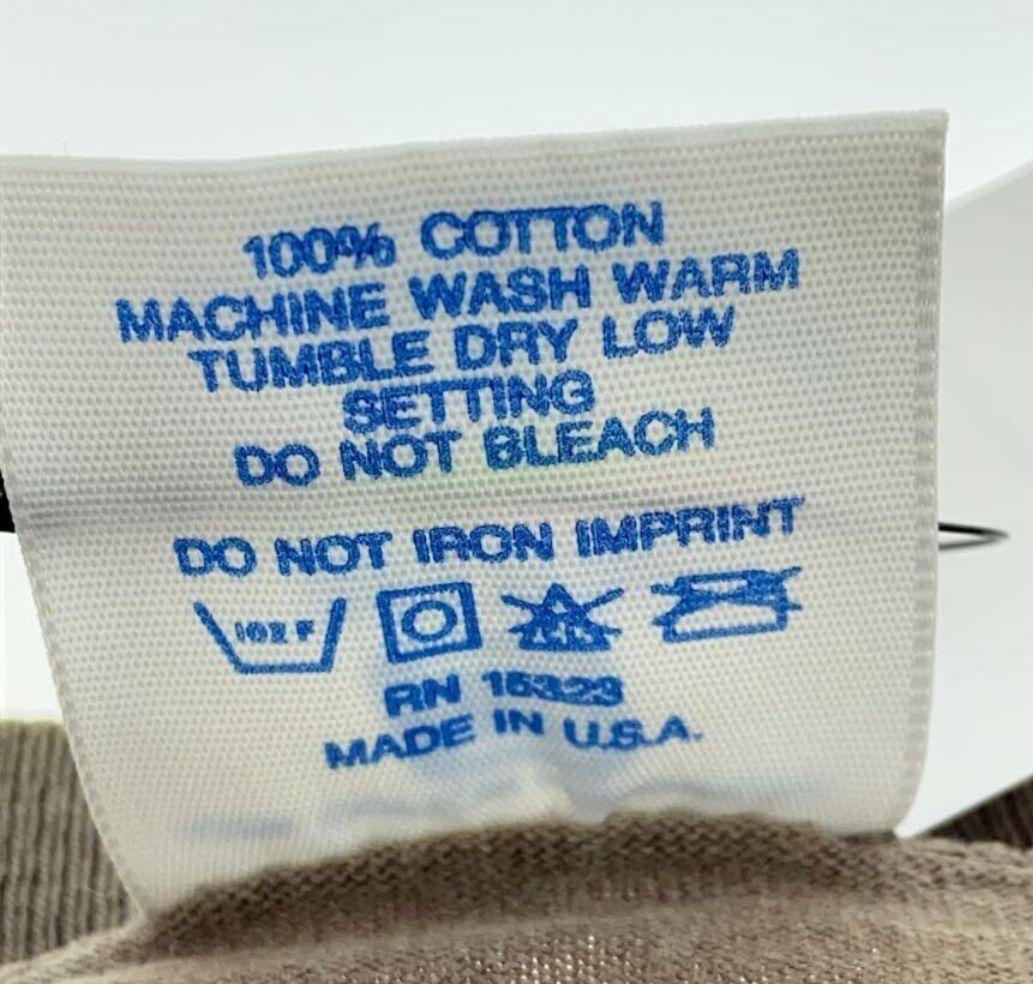 100% COTTON
MACHINE WASH WARM
TUMBLE DRY LOW
SETTING
DO NOT BLEACH
DO NOT IRON IMPRINT
102 F
RN
MADE IN U.S.A.